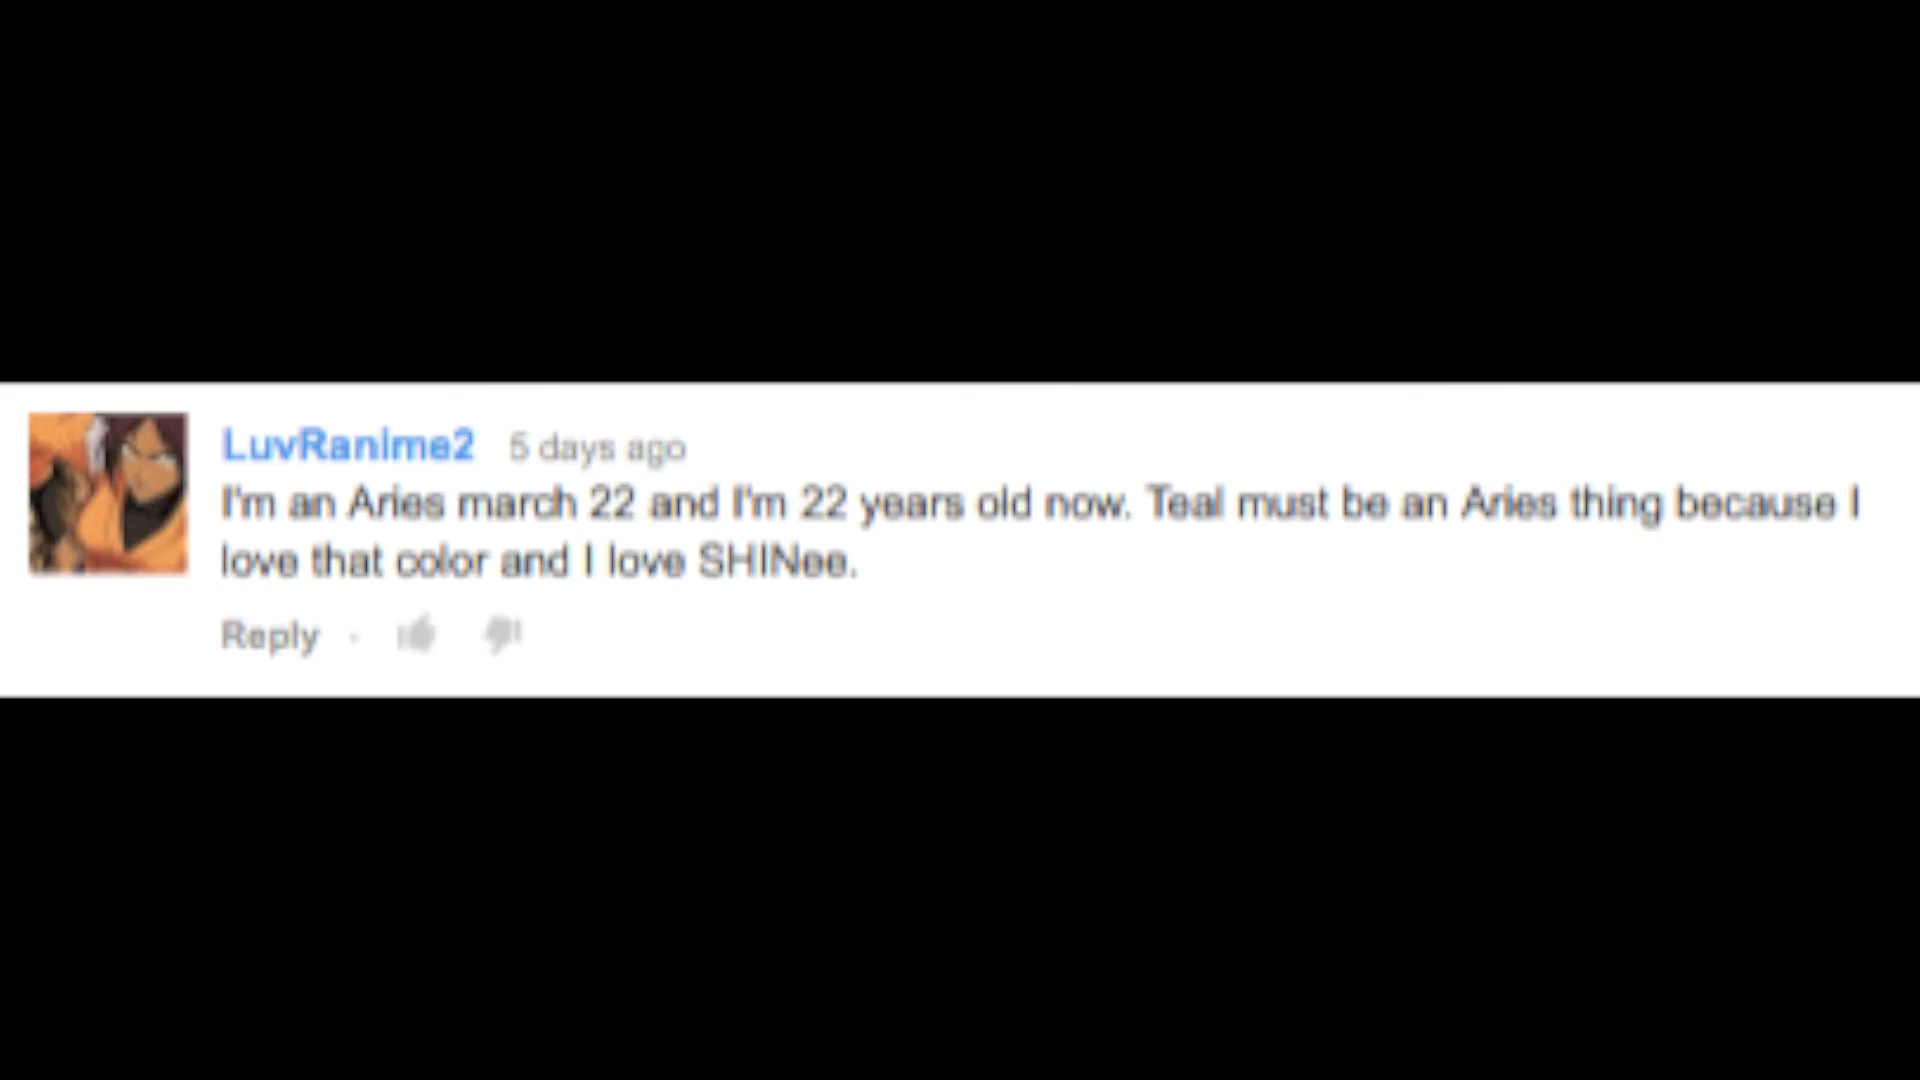 LuvRanime2 5 days ago
I'm an Aries march 22 and I'm 22 years old now. Teal must be an Aries thing because I
love that color and I love SHINee.
Reply ·